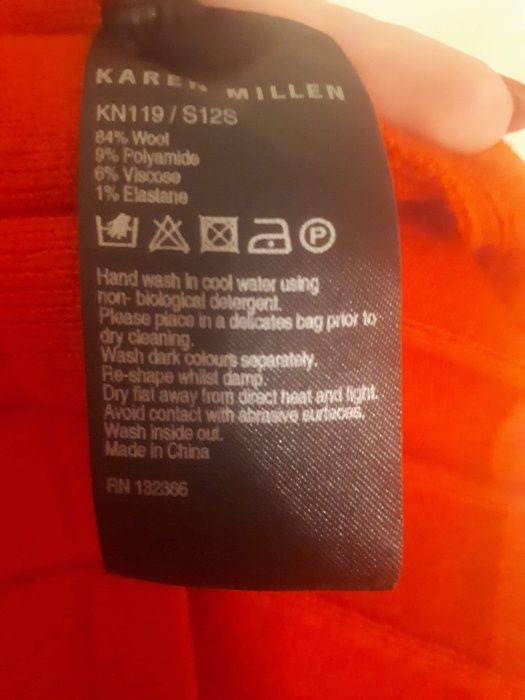 KAREN MILLEN
KN119 / S12S
84% Wool
9% Polyamide
6% Viscose
1% Elastane
P
Hand wash in cool water using
non- biological detergent.
Please place in a delicates bag prior to
dry cleaning.
Wash dark colours separately.
Re-shape whilst damp.
Dry flat away from direct heat and light.
Avoid contact with abrasive surfaces.
Wash inside out.
Made in China
RN 132366